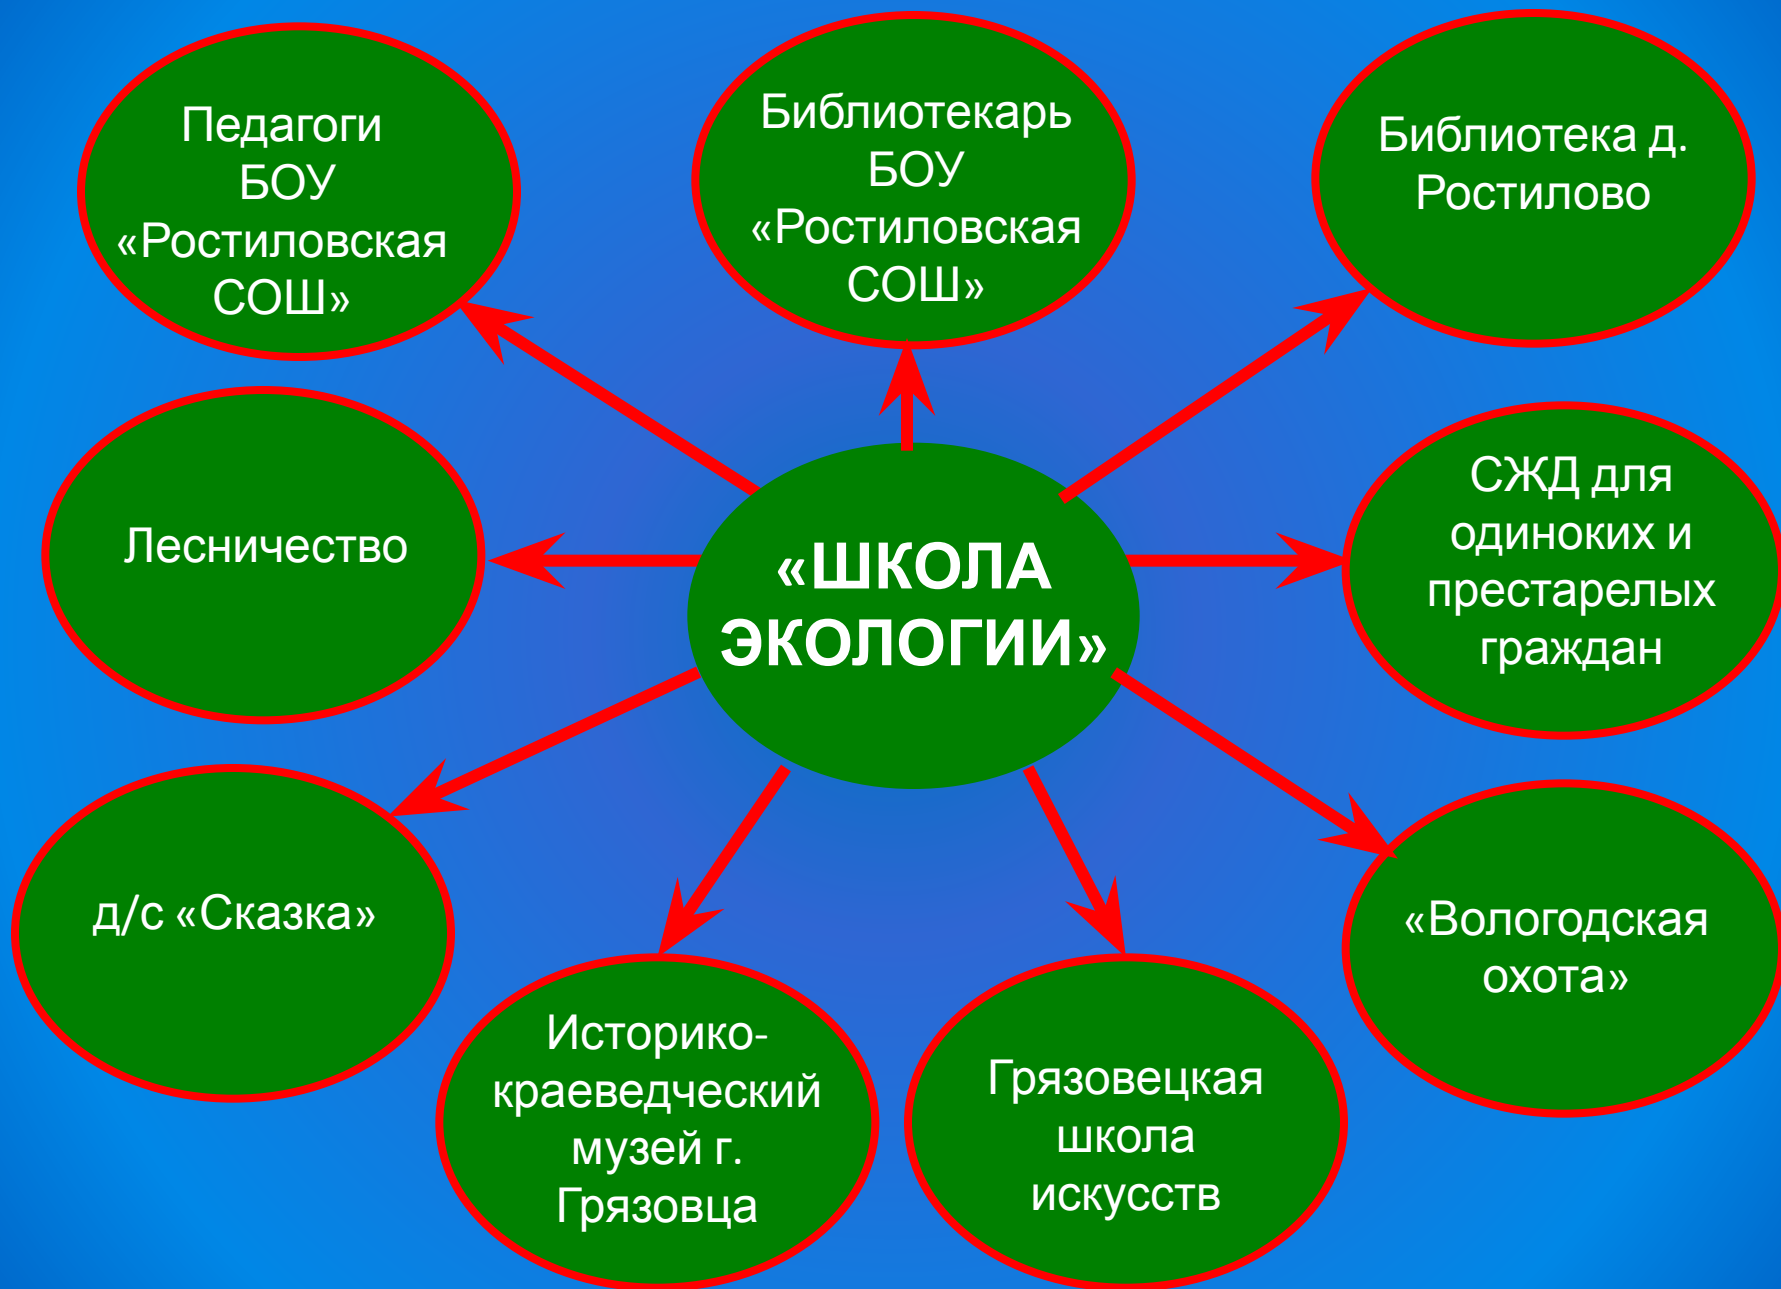 Педагоги
БОУ
«Ростиловская
СОШ»
Библиотекарь
БОУ
«Ростиловская
СОШ»
Библиотека д.
Ростилово
Лесничество
«ШКОЛА
ЭКОЛОГИИ»
СЖД для
одиноких и
престарелых
граждан
д/с «Сказка»
Историко-
краеведческий
музей г.
Грязовца
Грязовецкая
школа
искусств
«Вологодская
охота»